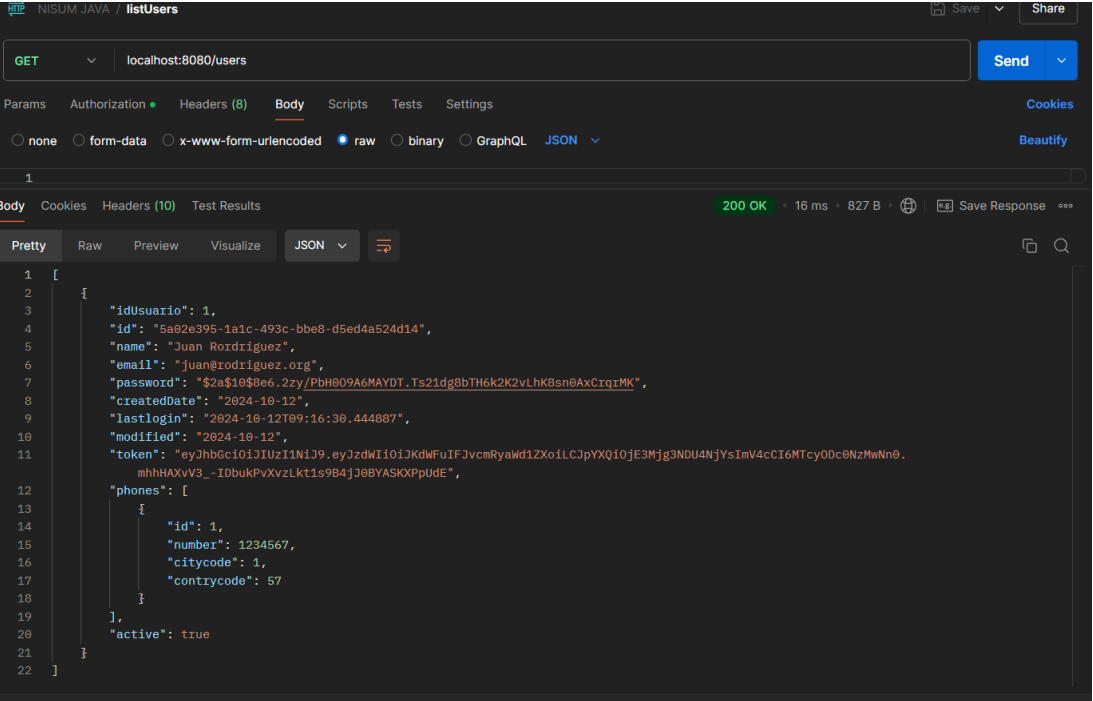 HTTP NISUM JAVA / listUsers Save Share
GET localhost:8080/users Send
Params Authorization Headers (8) Body Scripts Tests Settings Cookies
none form-data x-www-form-urlencoded raw binary GraphQL JSON Beautify
1
Body Cookies Headers (10) Test Results 200 OK 16 ms 827 B e.g. Save Response
Pretty Raw Preview Visualize JSON
1 [
2 {
3 "idUsuario": 1,
4 "id": "5a02e395-1a1c-493c-bbe8-d5ed4a524d14",
5 "name": "Juan Rordriguez",
6 "email": "juan@rodriguez.org",
7 "password": "$2a$10$8e6.2zy/PbH0O9A6MAYDT.Ts21dg8bTH6k2K2vLhK8sn0AxCrqrMK",
8 "createdDate": "2024-10-12",
9 "lastlogin": "2024-10-12T09:16:30.444887",
10 "modified": "2024-10-12",
11 "token": "eyJhbGciOiJIUzI1NiJ9.eyJzdWIiOiJKdWFuIFJvcmRyaWd1ZXoiLCJpYXQiOjE3Mjg3NDU4NjYsImV4cCI6MTcyODc0NzMwNn0.
mhhHAXvV3_-IDbukPvXvzLkt1s9B4jJ0BYASKXPpUdE",
12 "phones": [
13 {
14 "id": 1,
15 "number": 1234567,
16 "citycode": 1,
17 "contrycode": 57
18 }
19 ],
20 "active": true
21 }
22 ]